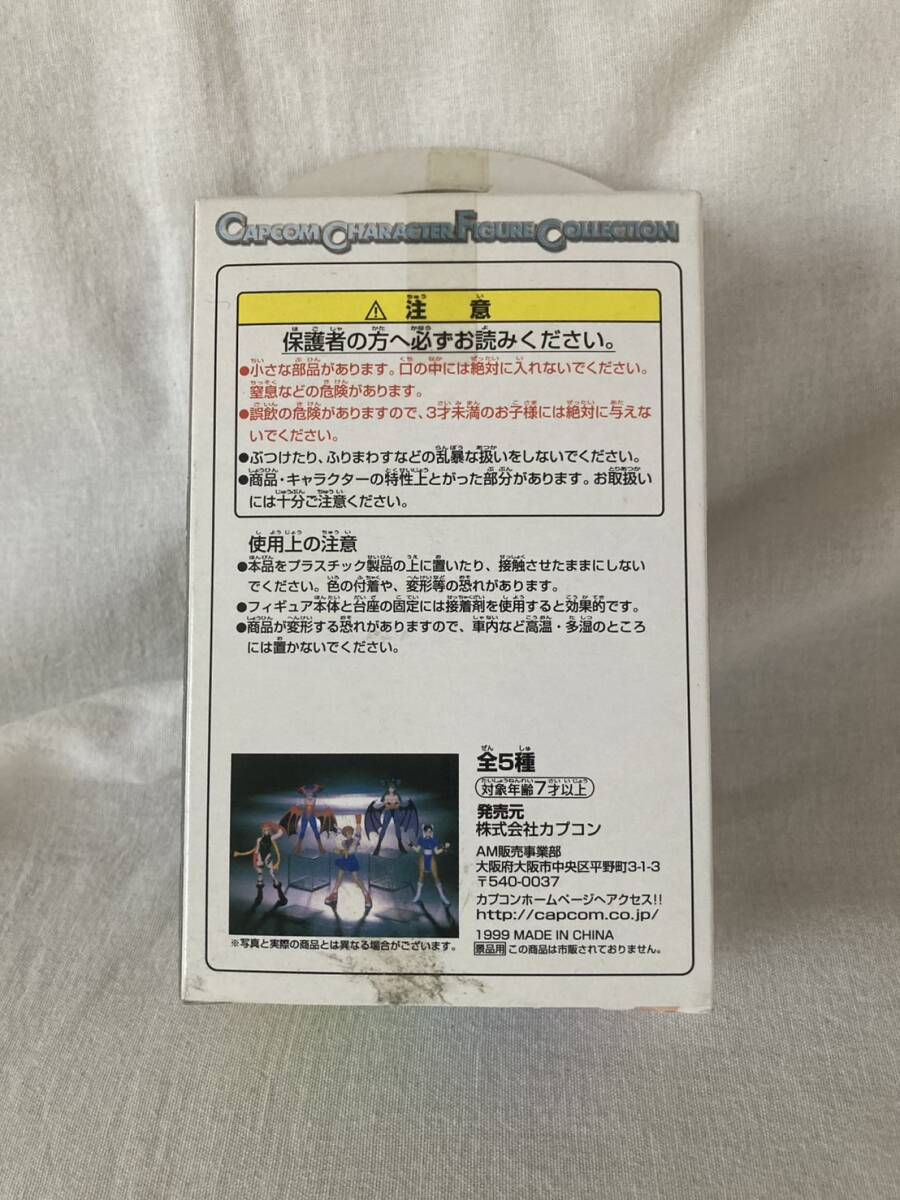 CAPCOM CHARACTER FIGURE COLLECTION
⚠ 注意
保護者の方へ必ずお読みください。
●小さな部品があります。口の中には絶対に入れないでください。
窒息などの危険があります。
●誤飲の危険がありますので、3才未満のお子様には絶対に与えな
いでください。
●ぶつけたり、ふりまわすなどの乱暴な扱いをしないでください。
●商品・キャラクターの特性上とがった部分があります。お取扱い
には十分ご注意ください。
使用上の注意
●本品をプラスチック製品の上に置いたり、接触させたままにしない
でください。色の付着や、変形等の恐れがあります。
●フィギュア本体と台座の固定には接着剤を使用すると効果的です。
●商品が変形する恐れがありますので、車内など高温・多湿のところ
には置かないでください。
全5種
対象年齢7才以上
発売元
株式会社カプコン
AM販売事業部
大阪府大阪市中央区平野町3-1-3
〒540-0037
カプコンホームページへアクセス!!
http://capcom.co.jp/
1999 MADE IN CHINA
景品用 この商品は市販されておりません。
※写真と実際の商品とは異なる場合がございます。